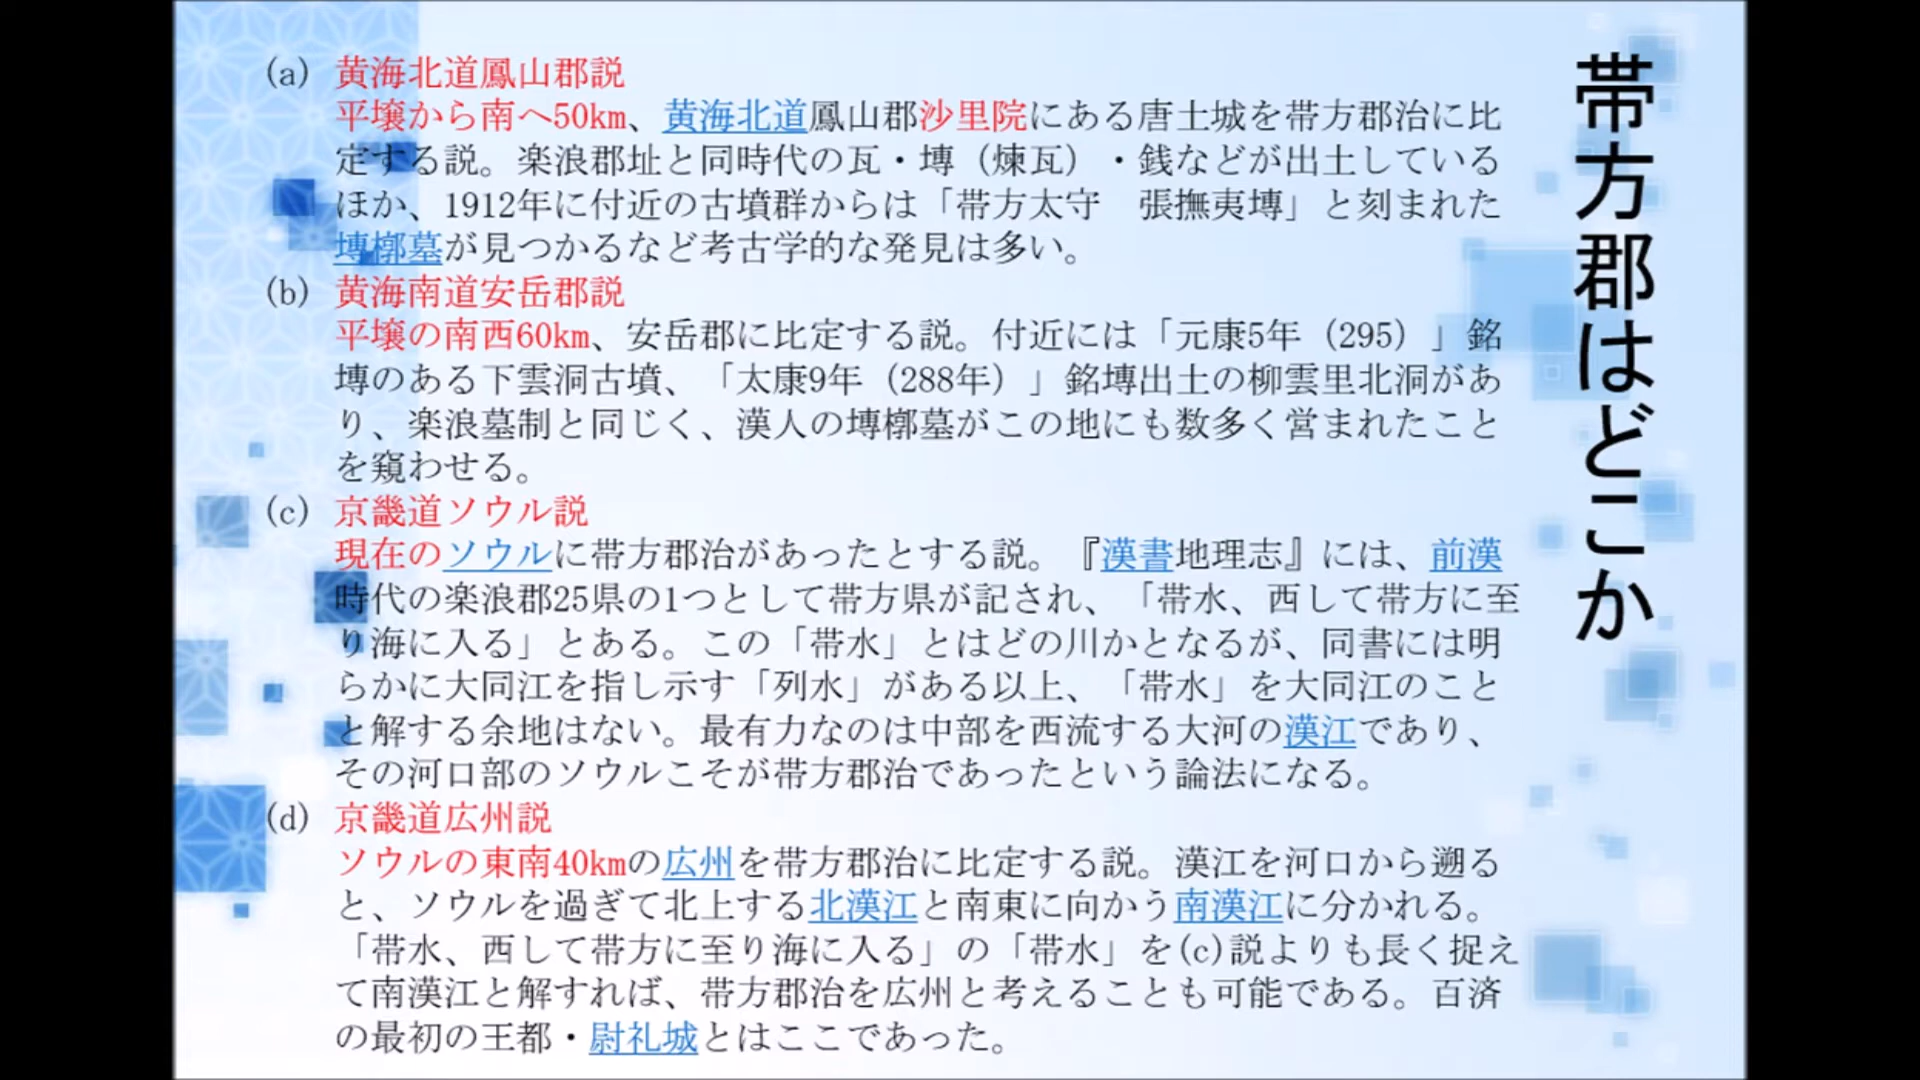 帯方郡はどこか
(a) 黄海北道鳳山郡説
平壌から南へ50km、黄海北道鳳山郡沙里院にある唐土城を帯方郡治に比
定する説。楽浪郡址と同時代の瓦・塼（煉瓦）・銭などが出土している
ほか、1912年に付近の古墳群からは「帯方太守　張撫夷塼」と刻まれた
塼槨墓が見つかるなど考古学的な発見は多い。
(b) 黄海南道安岳郡説
平壌の南西60km、安岳郡に比定する説。付近には「元康5年（295）」銘
塼のある下雲洞古墳、「太康9年（288年）」銘塼出土の柳雲里北洞があ
り、楽浪墓制と同じく、漢人の塼槨墓がこの地にも数多く営まれたこと
を窺わせる。
(c) 京畿道ソウル説
現在のソウルに帯方郡治があったとする説。『漢書地理志』には、前漢
時代の楽浪郡25県の1つとして帯方県が記され、「帯水、西して帯方に至
り海に入る」とある。この「帯水」とはどの川かとなるが、同書には明
らかに大同江を指し示す「列水」がある以上、「帯水」を大同江のこと
と解する余地はない。最有力なのは中部を西流する大河の漢江であり、
その河口部のソウルこそが帯方郡治であったという論法になる。
(d) 京畿道広州説
ソウルの東南40kmの広州を帯方郡治に比定する説。漢江を河口から遡る
と、ソウルを過ぎて北上する北漢江と南東に向かう南漢江に分かれる。
「帯水、西して帯方に至り海に入る」の「帯水」を(c)説よりも長く捉え
て南漢江と解すれば、帯方郡治を広州と考えることも可能である。百済
の最初の王都・尉礼城とはここであった。